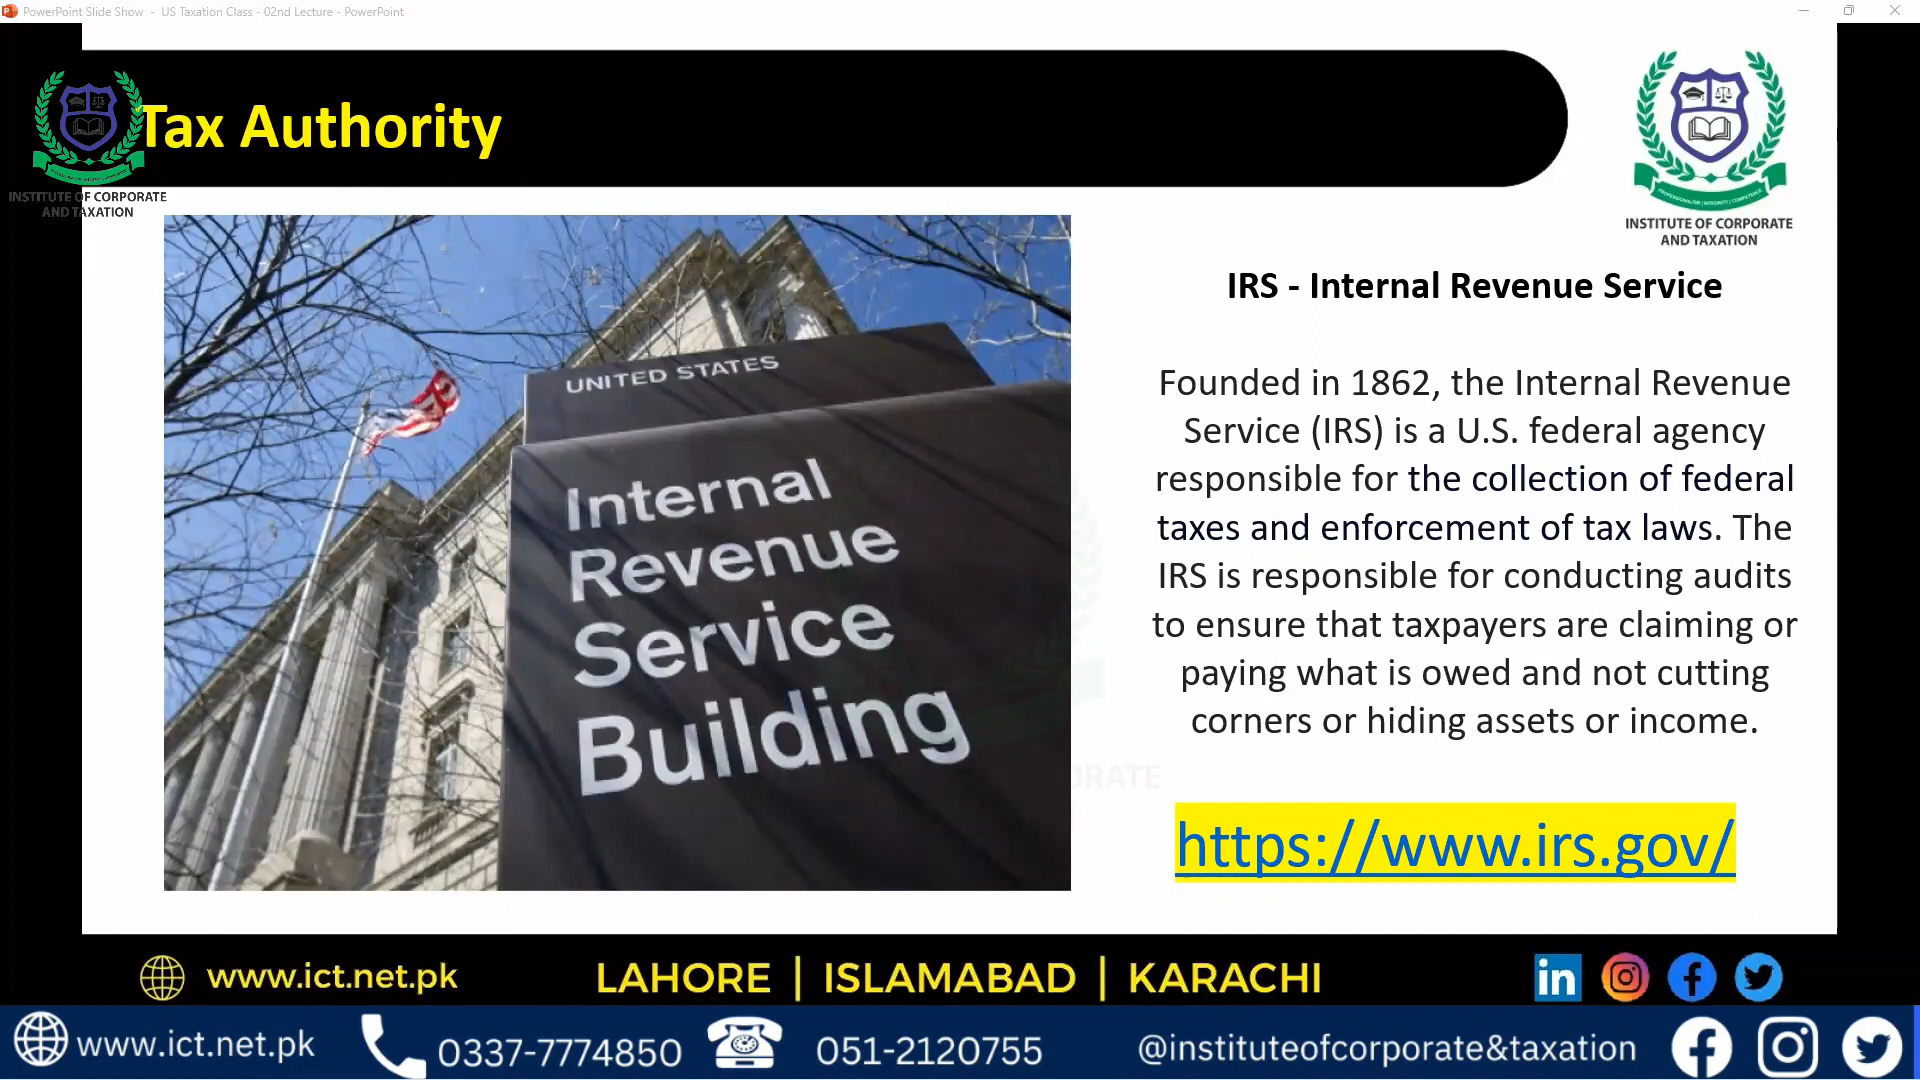 PowerPoint Slide Show - US Taxation Class - 02nd Lecture - PowerPoint
Tax Authority
INSTITUTE OF CORPORATE
AND TAXATION
PROFESSIONALISM | INTEGRITY | COMPETENCE
INSTITUTE OF CORPORATE
AND TAXATION
UNITED STATES
Internal
Revenue
Service
Building
IRS - Internal Revenue Service
Founded in 1862, the Internal Revenue
Service (IRS) is a U.S. federal agency
responsible for the collection of federal
taxes and enforcement of tax laws. The
IRS is responsible for conducting audits
to ensure that taxpayers are claiming or
paying what is owed and not cutting
corners or hiding assets or income.
ORATE
https://www.irs.gov/
www.ict.net.pk
LAHORE | ISLAMABAD | KARACHI
in
www.ict.net.pk
0337-7774850
051-2120755
@instituteofcorporate&taxation